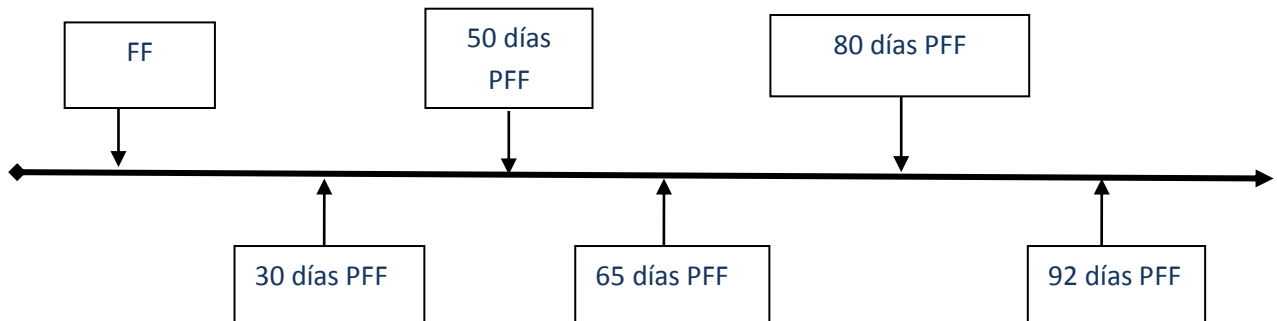 FF
50 días
PFF
80 días PFF
30 días PFF
65 días PFF
92 días PFF